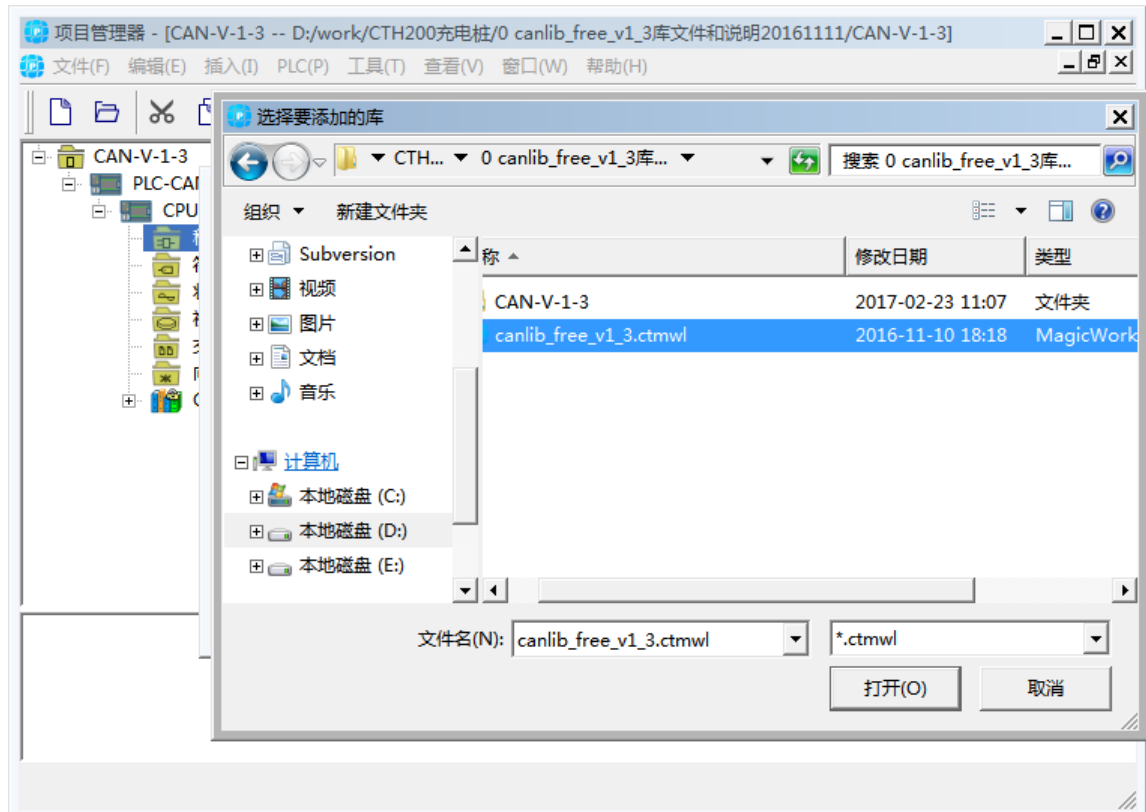 项目管理器 - [CAN-V-1-3 -- D:/work/CTH200充电桩/0 canlib_free_v1_3库文件和说明20161111/CAN-V-1-3]
文件(F) 编辑(E) 插入(I) PLC(P) 工具(T) 查看(V) 窗口(W) 帮助(H)
选择要添加的库
CAN-V-1-3
PLC-CA
CPU
CTH... 0 canlib_free_v1_3库...
搜索 0 canlib_free_v1_3库...
组织 新建文件夹
Subversion
视频
图片
文档
音乐
计算机
本地磁盘 (C:)
本地磁盘 (D:)
本地磁盘 (E:)
称 修改日期 类型
CAN-V-1-3 2017-02-23 11:07 文件夹
canlib_free_v1_3.ctmwl 2016-11-10 18:18 MagicWork
文件名(N): canlib_free_v1_3.ctmwl *.ctmwl
打开(O) 取消